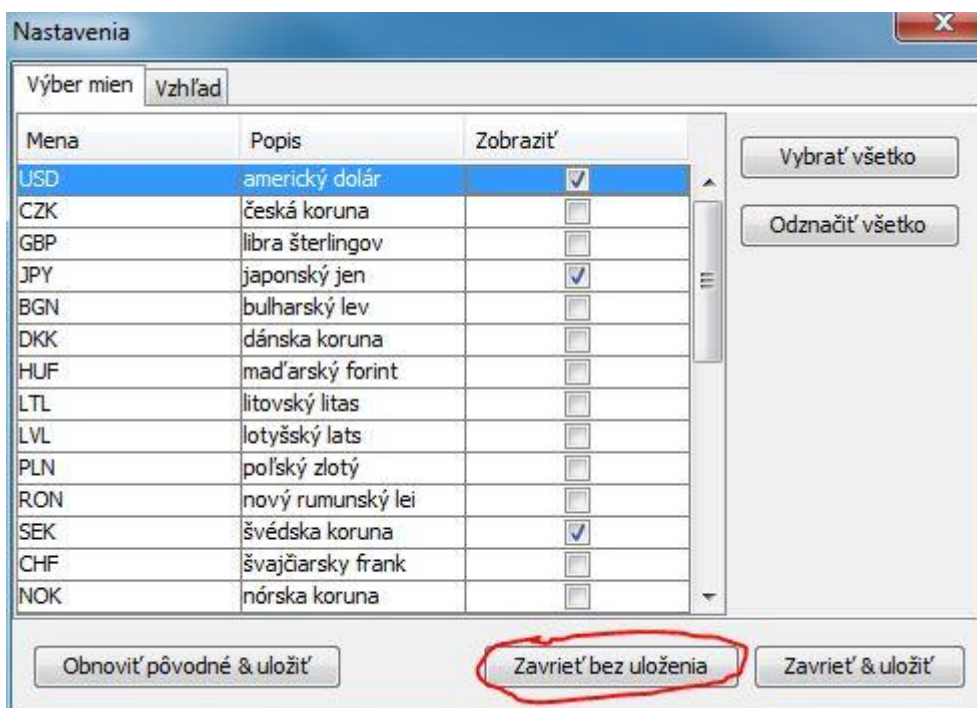 Nastavenia
Výber mien Vzhľad
Mena Popis Zobraziť
USD americký dolár
CZK česká koruna
GBP libra šterlingov
JPY japonský jen
BGN bulharský lev
DKK dánska koruna
HUF maďarský forint
LTL litovský litas
LVL lotyšský lats
PLN poľský zlotý
RON nový rumunský lei
SEK švédska koruna
CHF švajčiarsky frank
NOK nórska koruna
Vybrať všetko
Odznačiť všetko
Obnoviť pôvodné & uložiť Zavrieť bez uloženia Zavrieť & uložiť